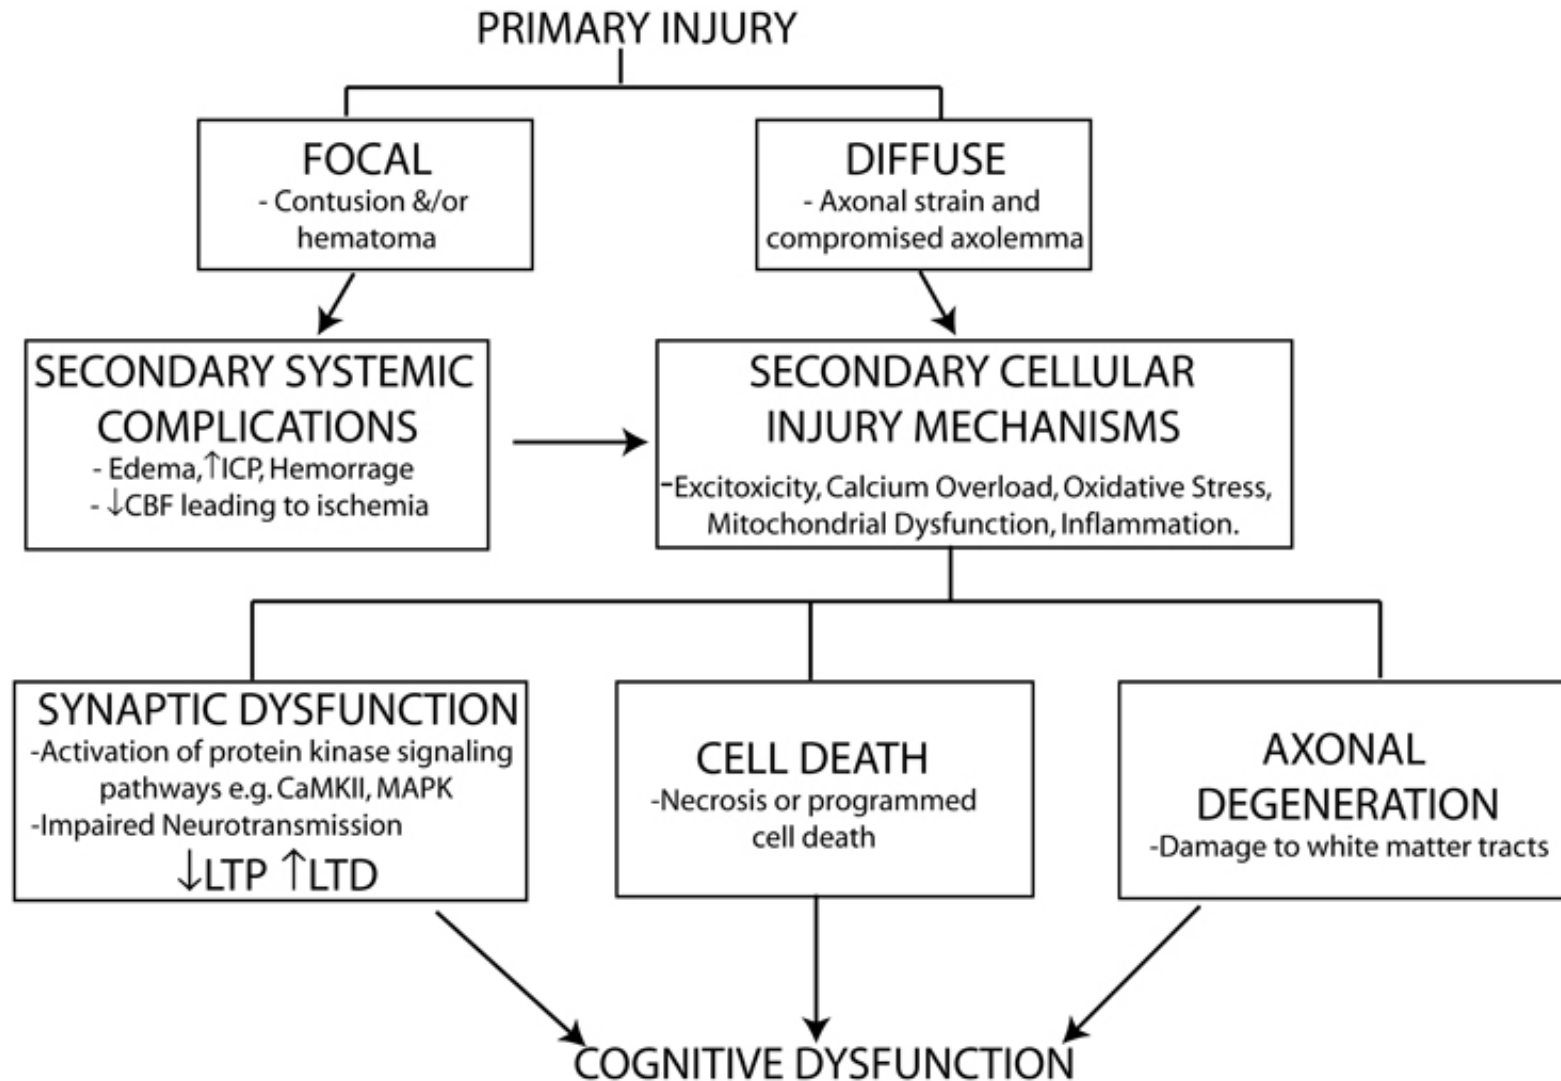 PRIMARY INJURY
FOCAL
- Contusion &/or
hematoma
DIFFUSE
- Axonal strain and
compromised axolemma
SECONDARY SYSTEMIC
COMPLICATIONS
- Edema,↑ICP, Hemorrage
- ↓CBF leading to ischemia
SECONDARY CELLULAR
INJURY MECHANISMS
-Excitoxicity, Calcium Overload, Oxidative Stress,
Mitochondrial Dysfunction, Inflammation.
SYNAPTIC DYSFUNCTION
-Activation of protein kinase signaling
pathways e.g. CaMKII, MAPK
-Impaired Neurotransmission
↓LTP ↑LTD
CELL DEATH
-Necrosis or programmed
cell death
AXONAL
DEGENERATION
-Damage to white matter tracts
COGNITIVE DYSFUNCTION